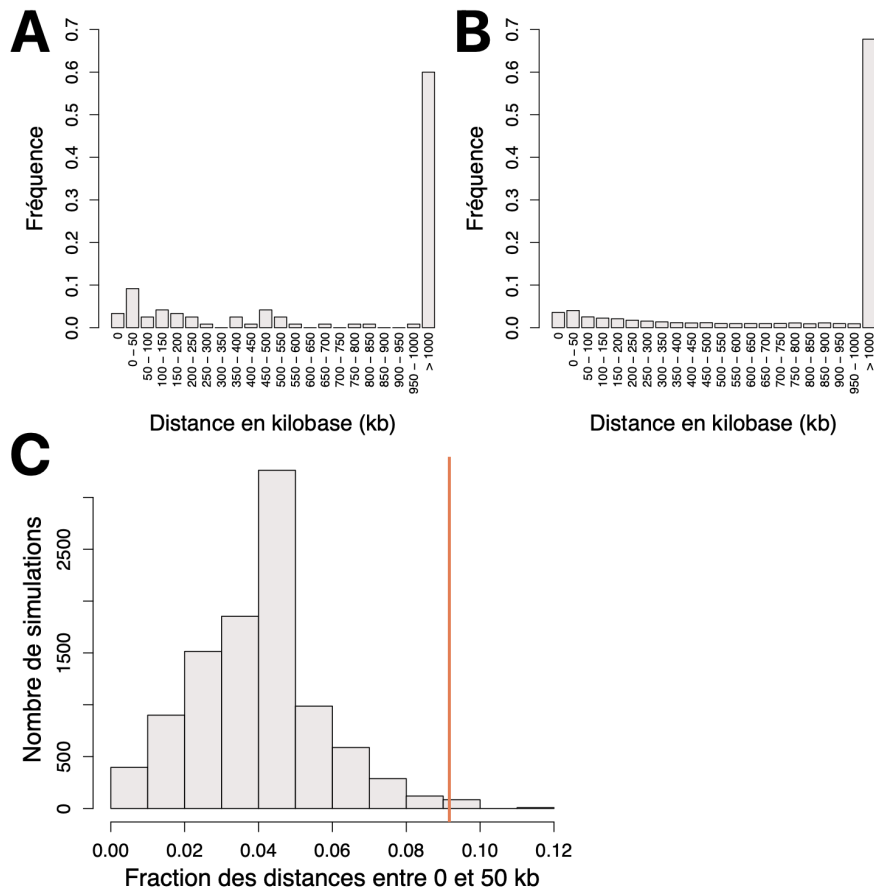 A
0.7
0.6
0.5
0.4
0.3
0.2
0.1
0.0
Fréquence
0
0 – 50
50 – 100
100 – 150
150 – 200
200 – 250
250 – 300
300 – 350
350 – 400
400 – 450
450 – 500
500 – 550
550 – 600
600 – 650
650 – 700
700 – 750
750 – 800
800 – 850
850 – 900
900 – 950
950 – 1000
> 1000
Distance en kilobase (kb)
B
0.7
0.6
0.5
0.4
0.3
0.2
0.1
0.0
Fréquence
0
0 – 50
50 – 100
100 – 150
150 – 200
200 – 250
250 – 300
300 – 350
350 – 400
400 – 450
450 – 500
500 – 550
550 – 600
600 – 650
650 – 700
700 – 750
750 – 800
800 – 850
850 – 900
900 – 950
950 – 1000
> 1000
Distance en kilobase (kb)
C
2500
1500
500
0
Nombre de simulations
0.00 0.02 0.04 0.06 0.08 0.10 0.12
Fraction des distances entre 0 et 50 kb